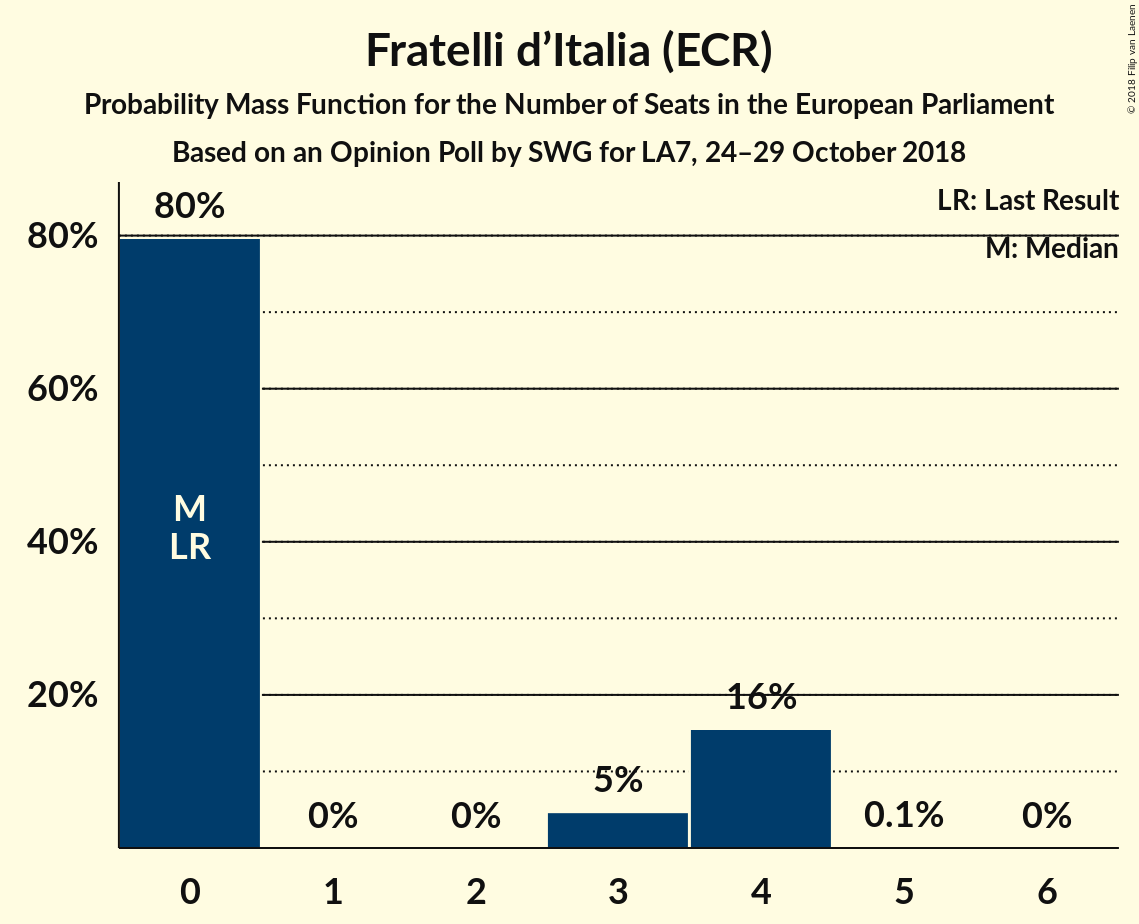 Fratelli d’Italia (ECR)
Probability Mass Function for the Number of Seats in the European Parliament
Based on an Opinion Poll by SWG for LA7, 24–29 October 2018
© 2018 Filip van Laenen
LR: Last Result
M: Median
80%
60%
40%
20%
80%
M
LR
0%
0%
5%
16%
0.1%
0%
0 1 2 3 4 5 6